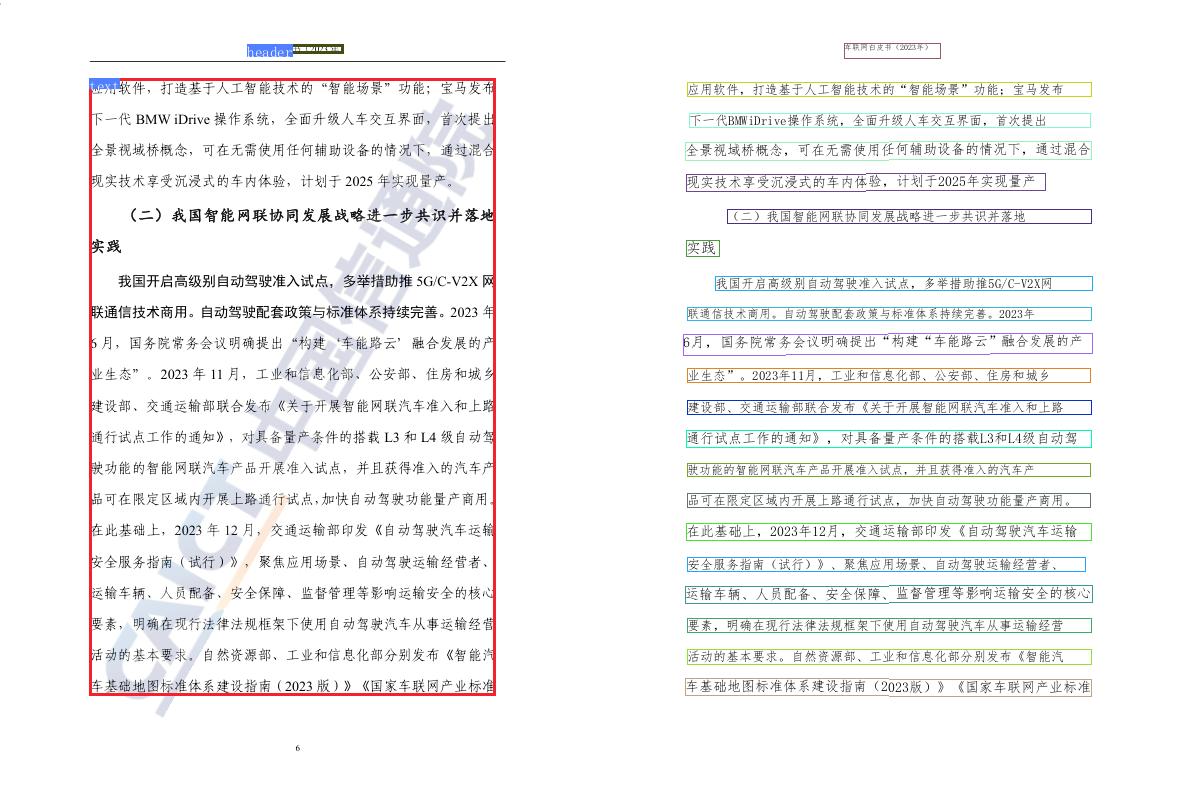 header
text
应用软件，打造基于人工智能技术的“智能场景”功能；宝马发布
下一代 BMW iDrive 操作系统，全面升级人车交互界面，首次提出
全景视域桥概念，可在无需使用任何辅助设备的情况下，通过混合
现实技术享受沉浸式的车内体验，计划于 2025 年实现量产。
（二）我国智能网联协同发展战略进一步共识并落地
实践
我国开启高级别自动驾驶准入试点，多举措助推 5G/C-V2X 网
联通信技术商用。自动驾驶配套政策与标准体系持续完善。2023 年
6 月，国务院常务会议明确提出“构建‘车能路云’融合发展的产
业生态”。2023 年 11 月，工业和信息化部、公安部、住房和城乡
建设部、交通运输部联合发布《关于开展智能网联汽车准入和上路
通行试点工作的通知》，对具备量产条件的搭载 L3 和 L4 级自动驾
驶功能的智能网联汽车产品开展准入试点，并且获得准入的汽车产
品可在限定区域内开展上路通行试点，加快自动驾驶功能量产商用。
在此基础上，2023 年 12 月，交通运输部印发《自动驾驶汽车运输
安全服务指南（试行）》，聚焦应用场景、自动驾驶运输经营者、
运输车辆、人员配备、安全保障、监督管理等影响运输安全的核心
要素，明确在现行法律法规框架下使用自动驾驶汽车从事运输经营
活动的基本要求。自然资源部、工业和信息化部分别发布《智能汽
车基础地图标准体系建设指南（2023 版）》《国家车联网产业标准
CAICT 中国信通院
6
车联网白皮书（2023年）
应用软件，打造基于人工智能技术的“智能场景”功能；宝马发布
下一代BMWiDrive操作系统，全面升级人车交互界面，首次提出
全景视域桥概念，可在无需使用任何辅助设备的情况下，通过混合
现实技术享受沉浸式的车内体验，计划于2025年实现量产
（二）我国智能网联协同发展战略进一步共识并落地
实践
我国开启高级别自动驾驶准入试点，多举措助推5G/C-V2X网
联通信技术商用。自动驾驶配套政策与标准体系持续完善。2023年
6月，国务院常务会议明确提出“构建“车能路云”融合发展的产
业生态”。2023年11月，工业和信息化部、公安部、住房和城乡
建设部、交通运输部联合发布《关于开展智能网联汽车准入和上路
通行试点工作的通知》，对具备量产条件的搭载L3和L4级自动驾
驶功能的智能网联汽车产品开展准入试点，并且获得准入的汽车产
品可在限定区域内开展上路通行试点，加快自动驾驶功能量产商用。
在此基础上，2023年12月，交通运输部印发《自动驾驶汽车运输
安全服务指南（试行）》、聚焦应用场景、自动驾驶运输经营者、
运输车辆、人员配备、安全保障、监督管理等影响运输安全的核心
要素，明确在现行法律法规框架下使用自动驾驶汽车从事运输经营
活动的基本要求。自然资源部、工业和信息化部分别发布《智能汽
车基础地图标准体系建设指南（2023版）》《国家车联网产业标准